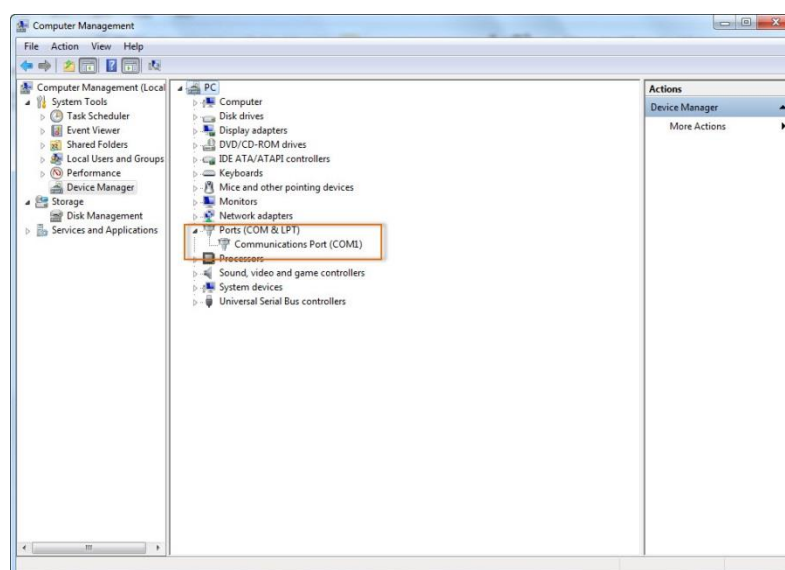 Computer Management
File Action View Help
Computer Management (Local
System Tools
Task Scheduler
Event Viewer
Shared Folders
Local Users and Groups
Performance
Device Manager
Storage
Disk Management
Services and Applications
PC
Computer
Disk drives
Display adapters
DVD/CD-ROM drives
IDE ATA/ATAPI controllers
Keyboards
Mice and other pointing devices
Monitors
Network adapters
Ports (COM & LPT)
Communications Port (COM1)
Processors
Sound, video and game controllers
System devices
Universal Serial Bus controllers
Actions
Device Manager
More Actions